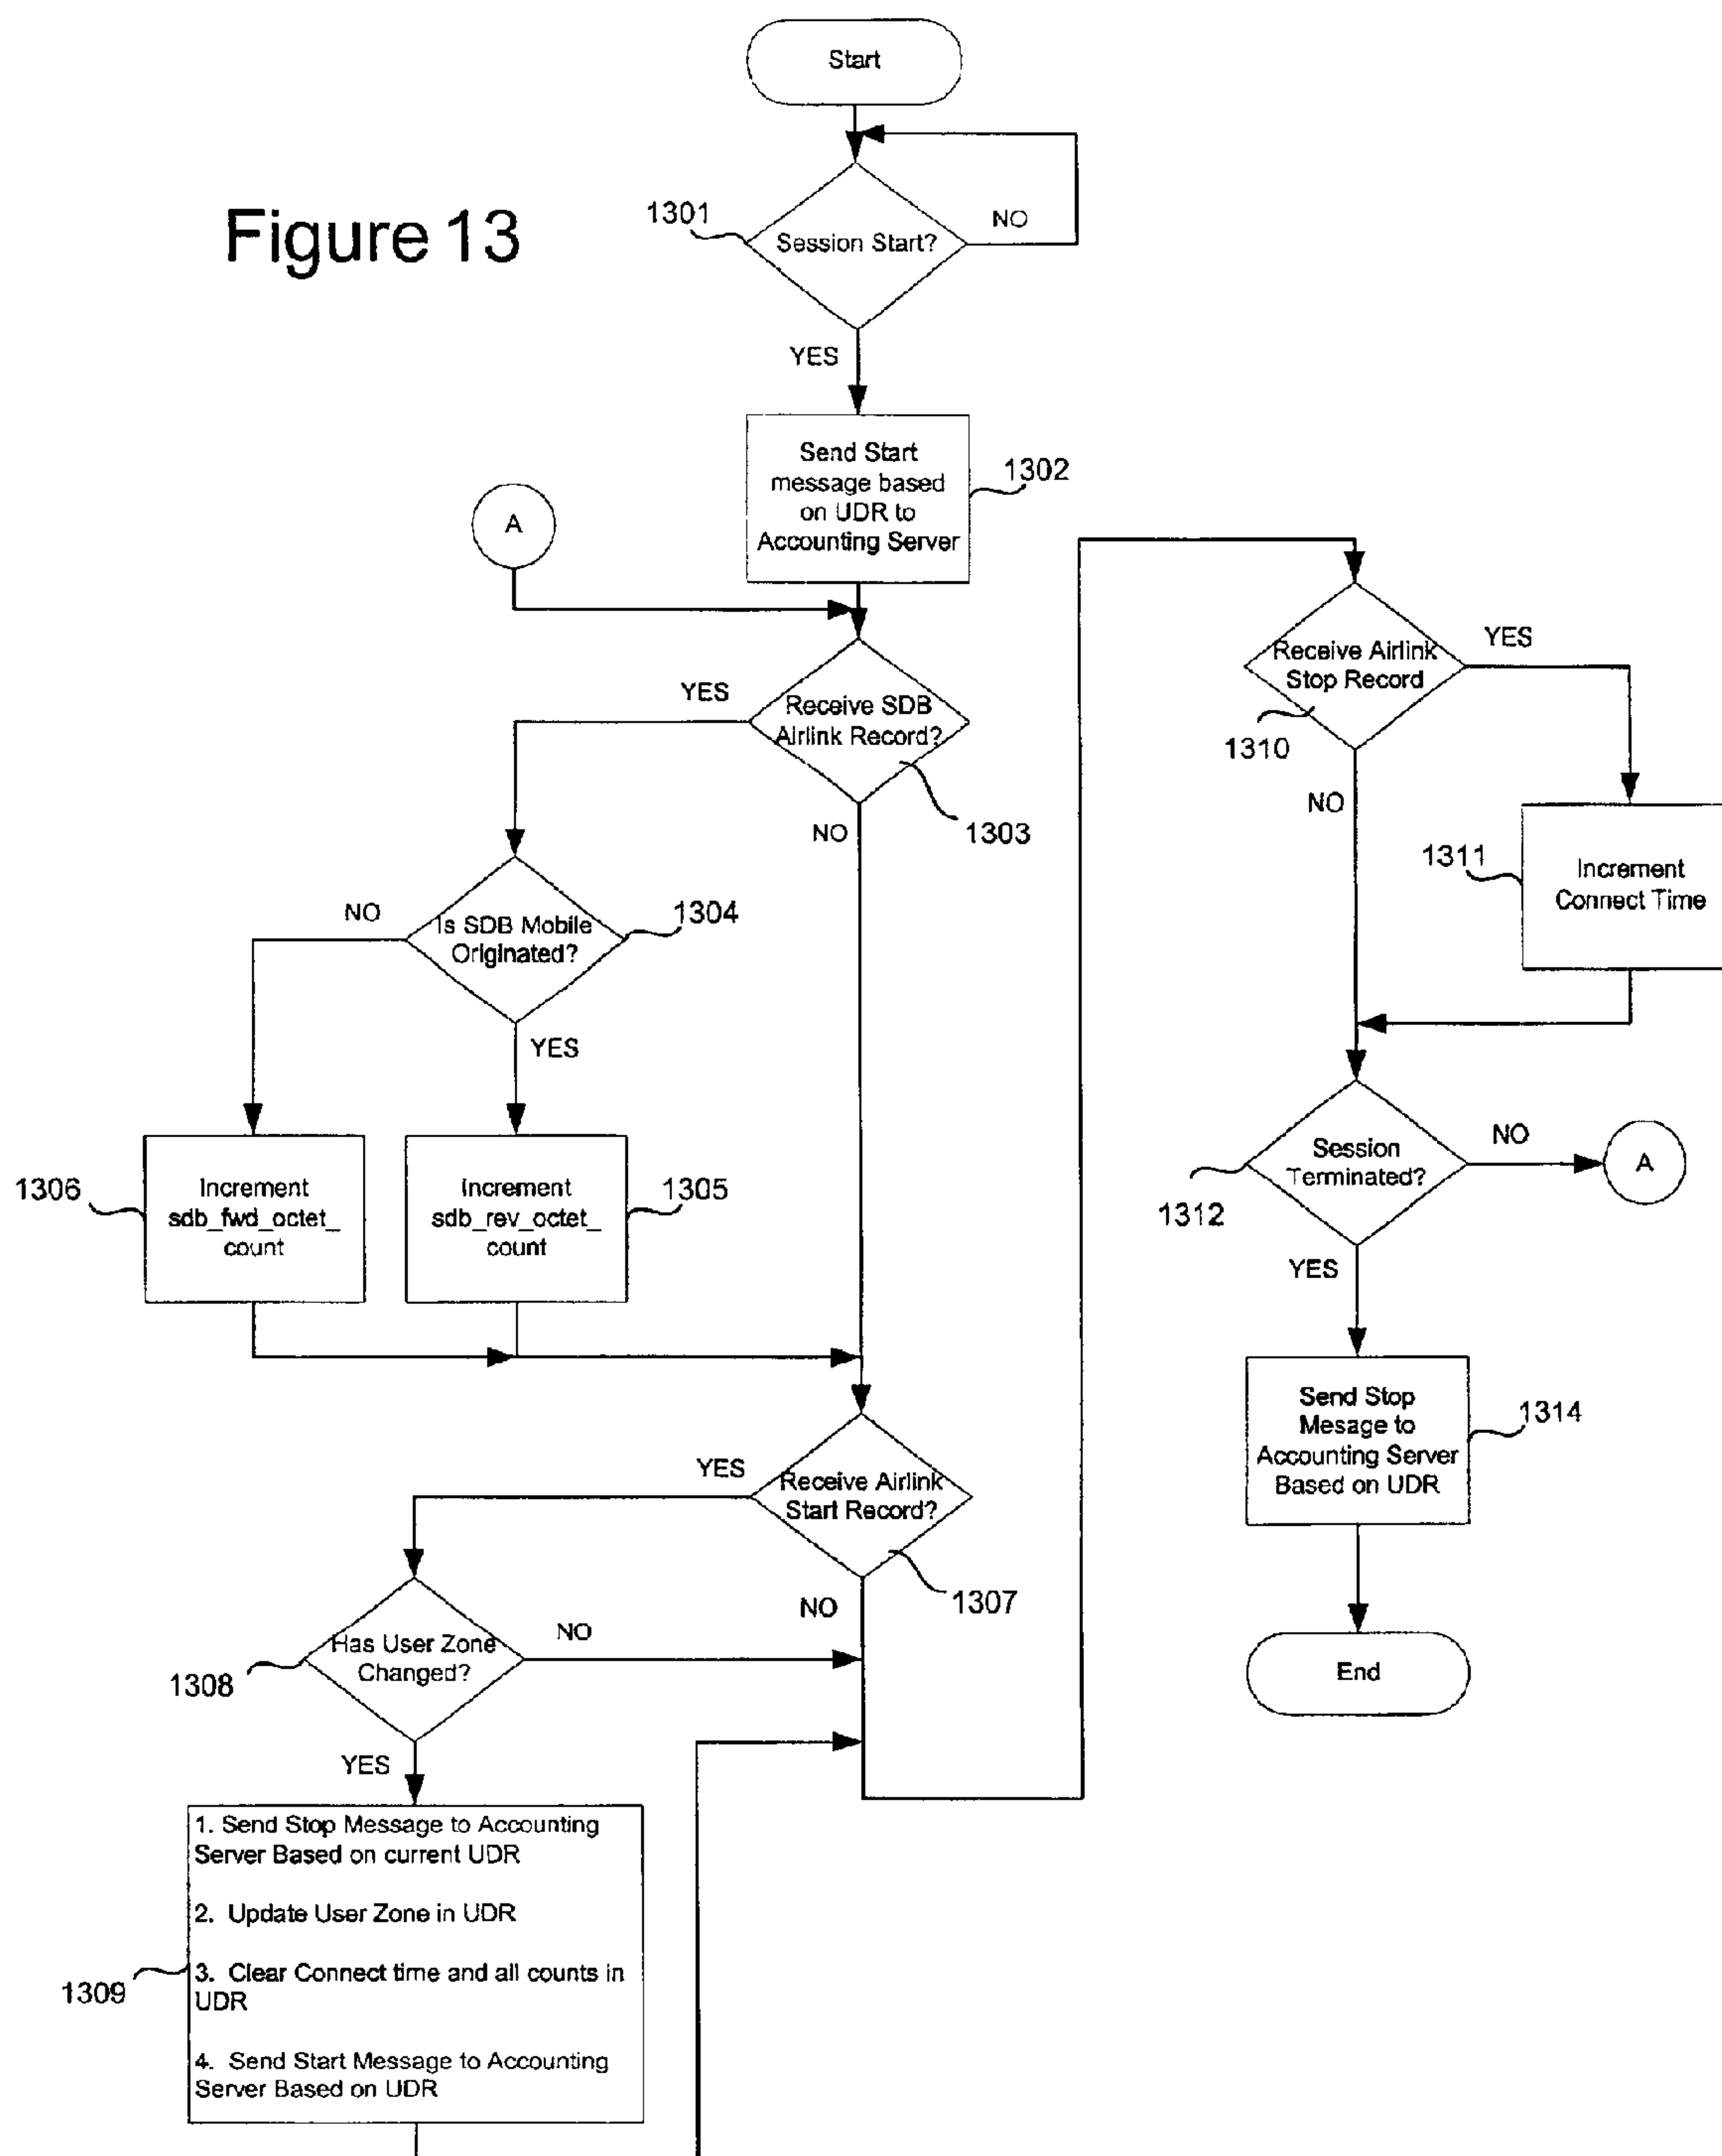 Start
Figure 13
1301
Session Start?
NO
YES
Send Start
message based
on UDR to
Accounting Server
1302
A
YES
Receive SDB
Airlink Record?
1303
NO
NO
Is SDB Mobile
Originated?
1304
YES
1306
Increment
sdb_fwd_octet_
count
Increment
sdb_rev_octet_
count
1305
YES
Receive Airlink
Start Record?
1307
NO
Has User Zone
Changed?
NO
1308
YES
1. Send Stop Message to Accounting
Server Based on current UDR
2. Update User Zone in UDR
3. Clear Connect time and all counts in
UDR
4. Send Start Message to Accounting
Server Based on UDR
1309
Receive Airlink
Stop Record
YES
1310
NO
1311
Increment
Connect Time
Session
Terminated?
NO
A
1312
YES
Send Stop
Mesage to
Accounting Server
Based on UDR
1314
End